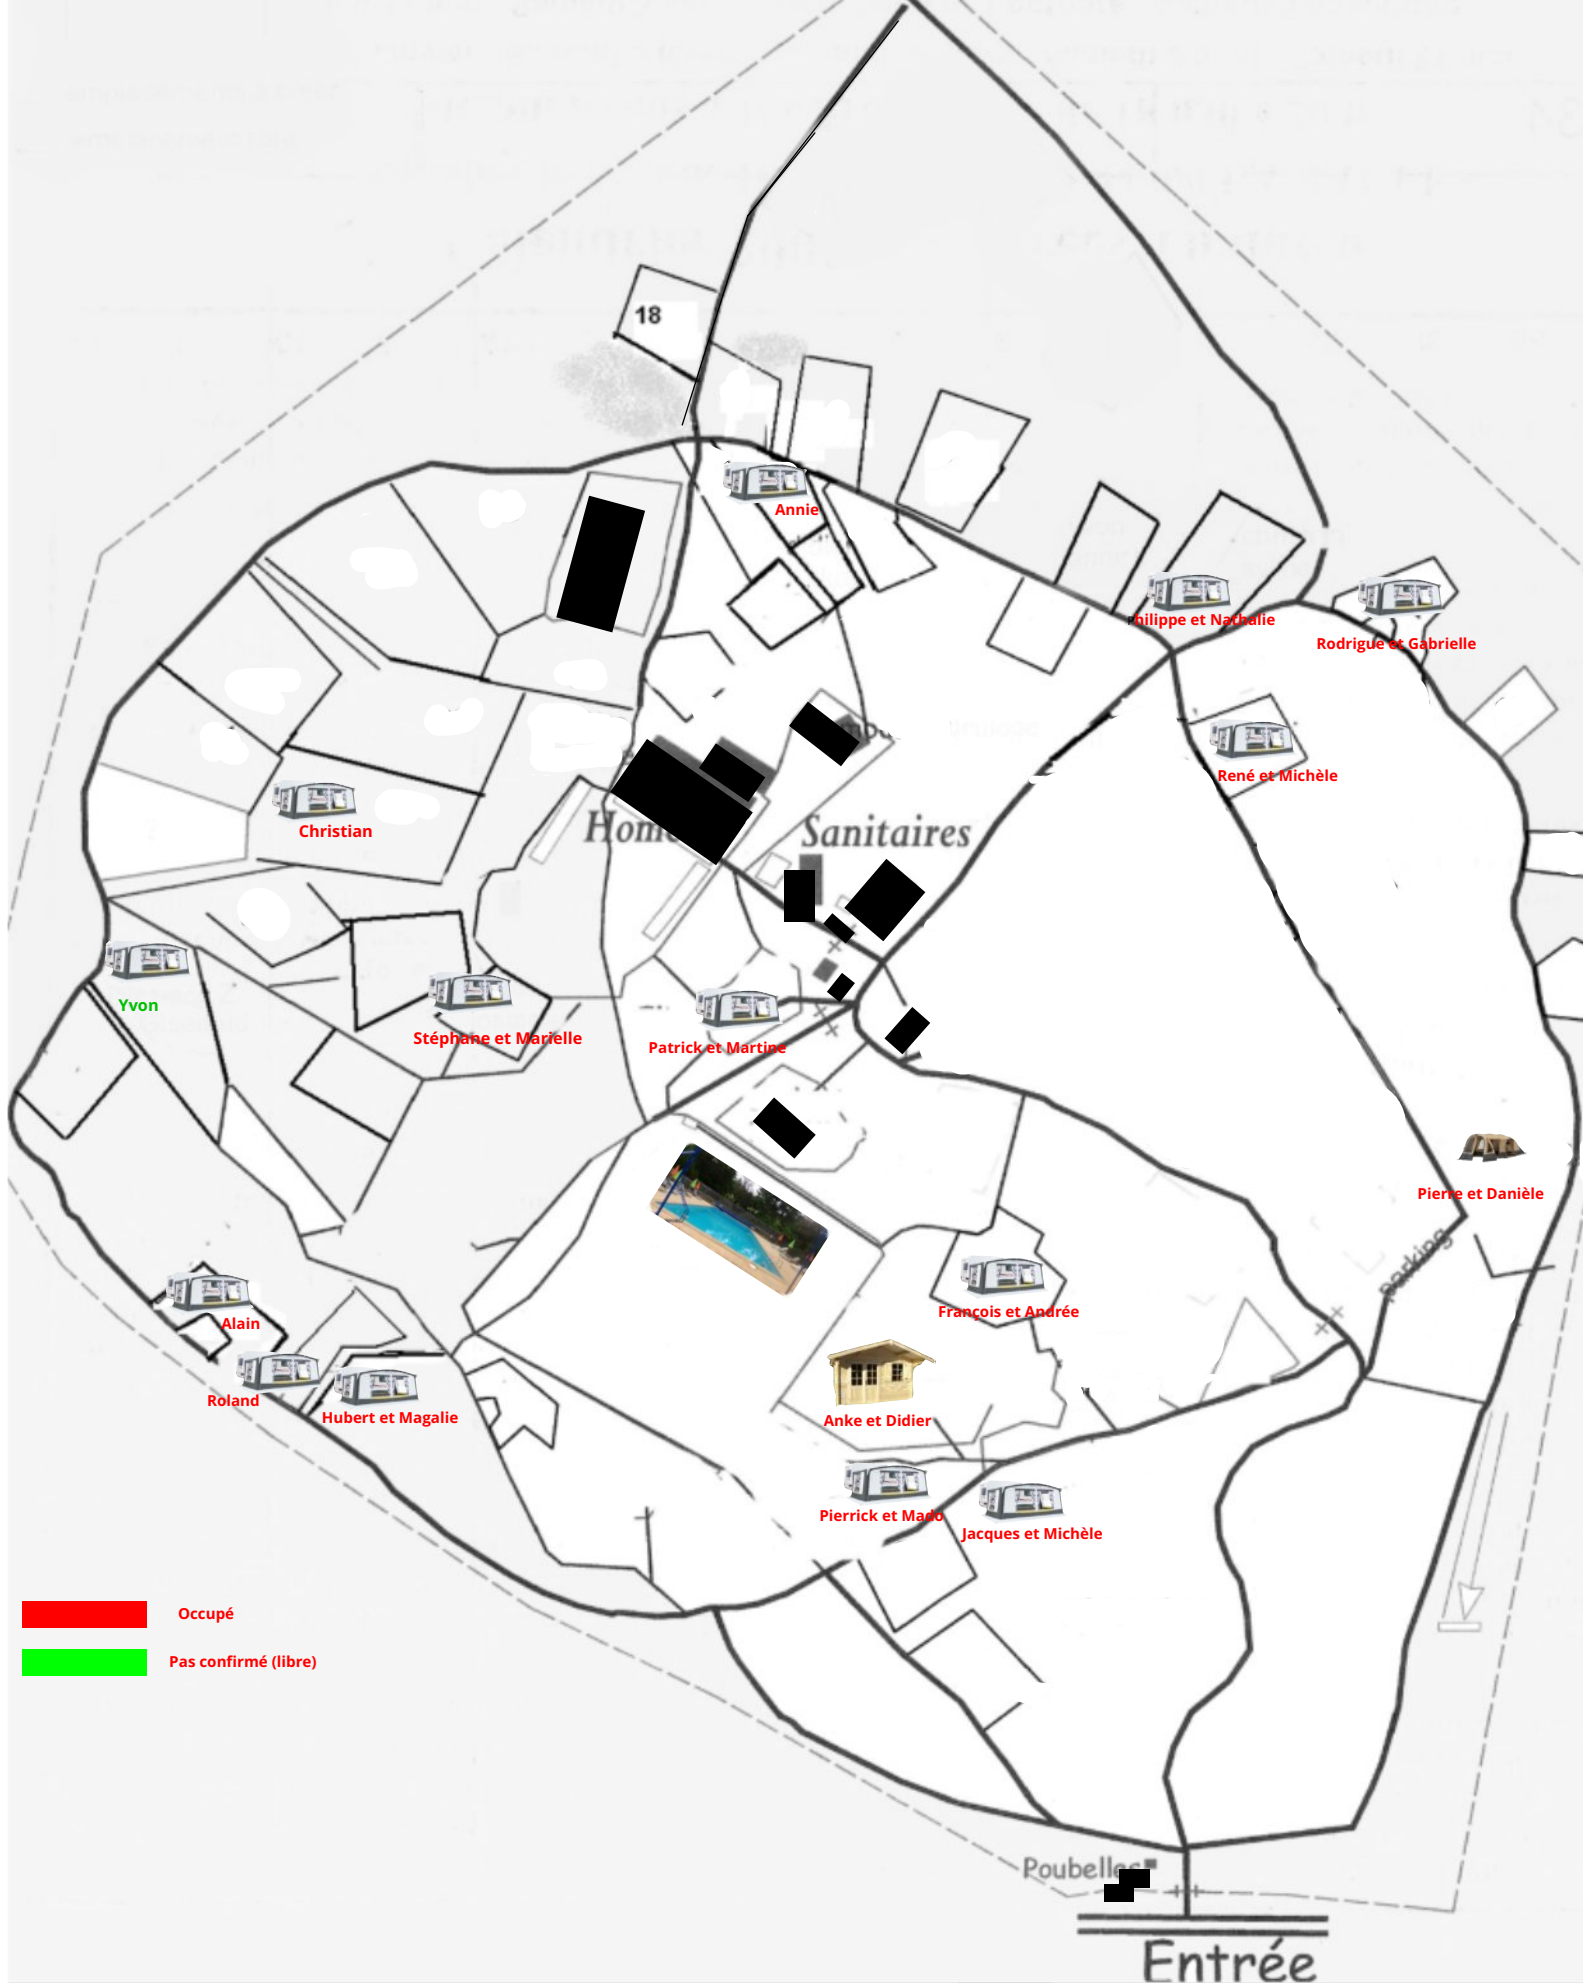 18
Annie
Philippe et Nathalie
Rodrigue et Gabrielle
René et Michèle
Christian
Sanitaires
Yvon
Stéphane et Marielle
Patrick et Martine
Pierre et Danièle
Parking
François et Andrée
Alain
Roland
Hubert et Magalie
Anke et Didier
Pierrick et Mado
Jacques et Michèle
Occupé
Pas confirmé (libre)
Poubelles
Entrée